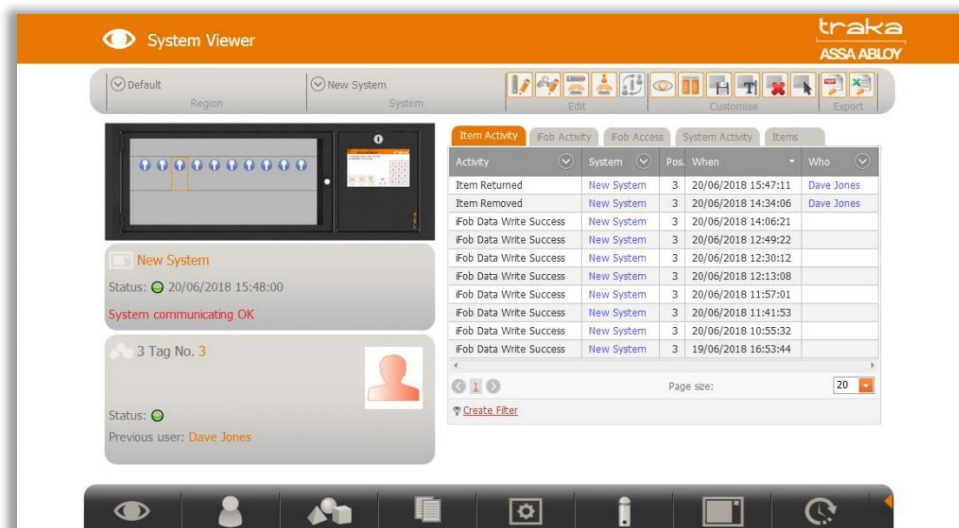 System Viewer
traka
ASSA ABLOY
Default
Region
New System
System
Edit
Customise
Export
Item Activity iFob Activity iFob Access System Activity Items
Activity System Pos. When Who
Item Returned New System 3 20/06/2018 15:47:11 Dave Jones
Item Removed New System 3 20/06/2018 14:34:06 Dave Jones
iFob Data Write Success New System 3 20/06/2018 14:06:21
iFob Data Write Success New System 3 20/06/2018 12:49:22
iFob Data Write Success New System 3 20/06/2018 12:30:12
iFob Data Write Success New System 3 20/06/2018 12:13:08
iFob Data Write Success New System 3 20/06/2018 11:57:01
iFob Data Write Success New System 3 20/06/2018 11:41:53
iFob Data Write Success New System 3 20/06/2018 10:55:32
iFob Data Write Success New System 3 19/06/2018 16:53:44
1 Page size: 20
Create Filter
New System
Status: 20/06/2018 15:48:00
System communicating OK
3 Tag No. 3
Status:
Previous user: Dave Jones